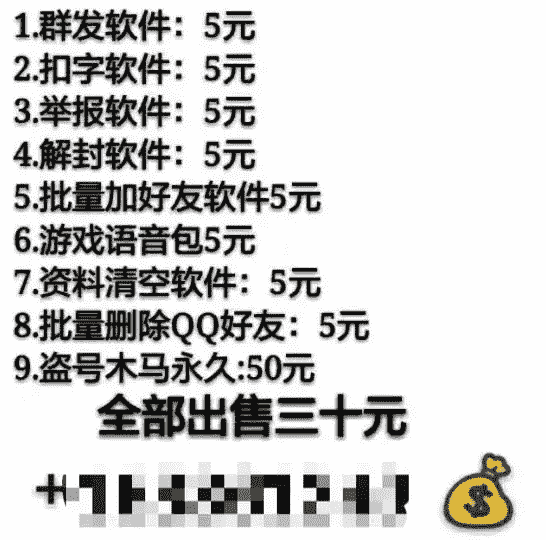 1.群发软件：5元
2.扣字软件：5元
3.举报软件：5元
4.解封软件：5元
5.批量加好友软件5元
6.游戏语音包5元
7.资料清空软件：5元
8.批量删除QQ好友：5元
9.盗号木马永久:50元
全部出售三十元
$